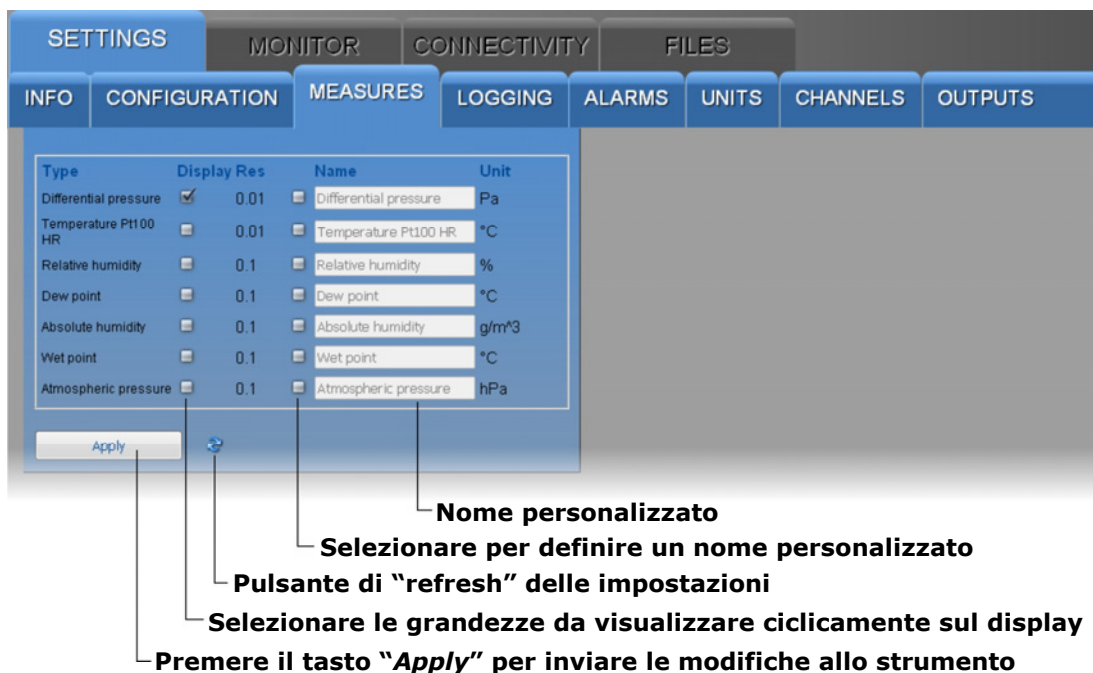 SETTINGS MONITOR CONNECTIVITY FILES
INFO CONFIGURATION MEASURES LOGGING ALARMS UNITS CHANNELS OUTPUTS
Type Display Res Name Unit
Differential pressure 0.01 Differential pressure Pa
Temperature Pt100
HR 0.01 Temperature Pt100 HR °C
Relative humidity 0.1 Relative humidity %
Dew point 0.1 Dew point °C
Absolute humidity 0.1 Absolute humidity g/m^3
Wet point 0.1 Wet point °C
Atmospheric pressure 0.1 Atmospheric pressure hPa
Apply
Nome personalizzato
Selezionare per definire un nome personalizzato
Pulsante di “refresh” delle impostazioni
Selezionare le grandezze da visualizzare ciclicamente sul display
Premere il tasto “Apply” per inviare le modifiche allo strumento